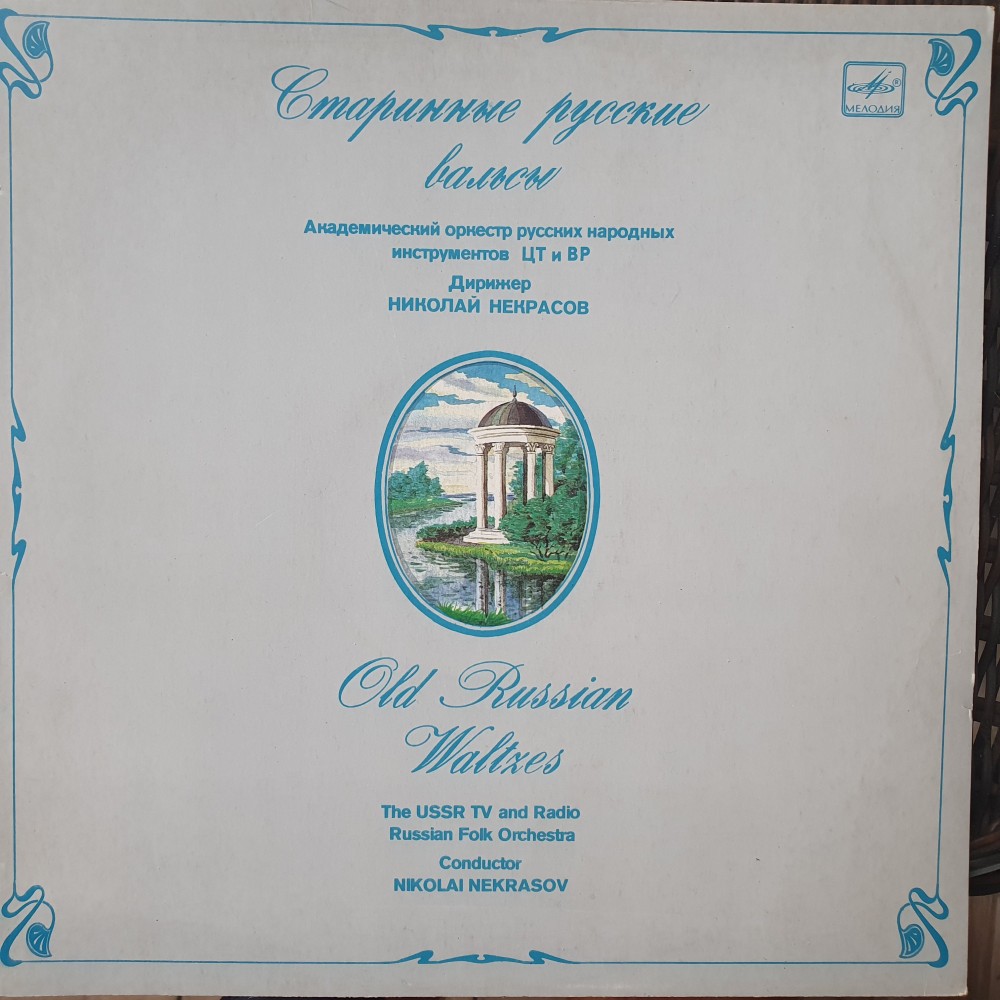 Старинные русские
вальсы
® МЕЛОДИЯ
Академический оркестр русских народных
инструментов ЦТ и ВР
Дирижер
НИКОЛАЙ НЕКРАСОВ
Old Russian
Waltzes
The USSR TV and Radio
Russian Folk Orchestra
Conductor
NIKOLAI NEKRASOV